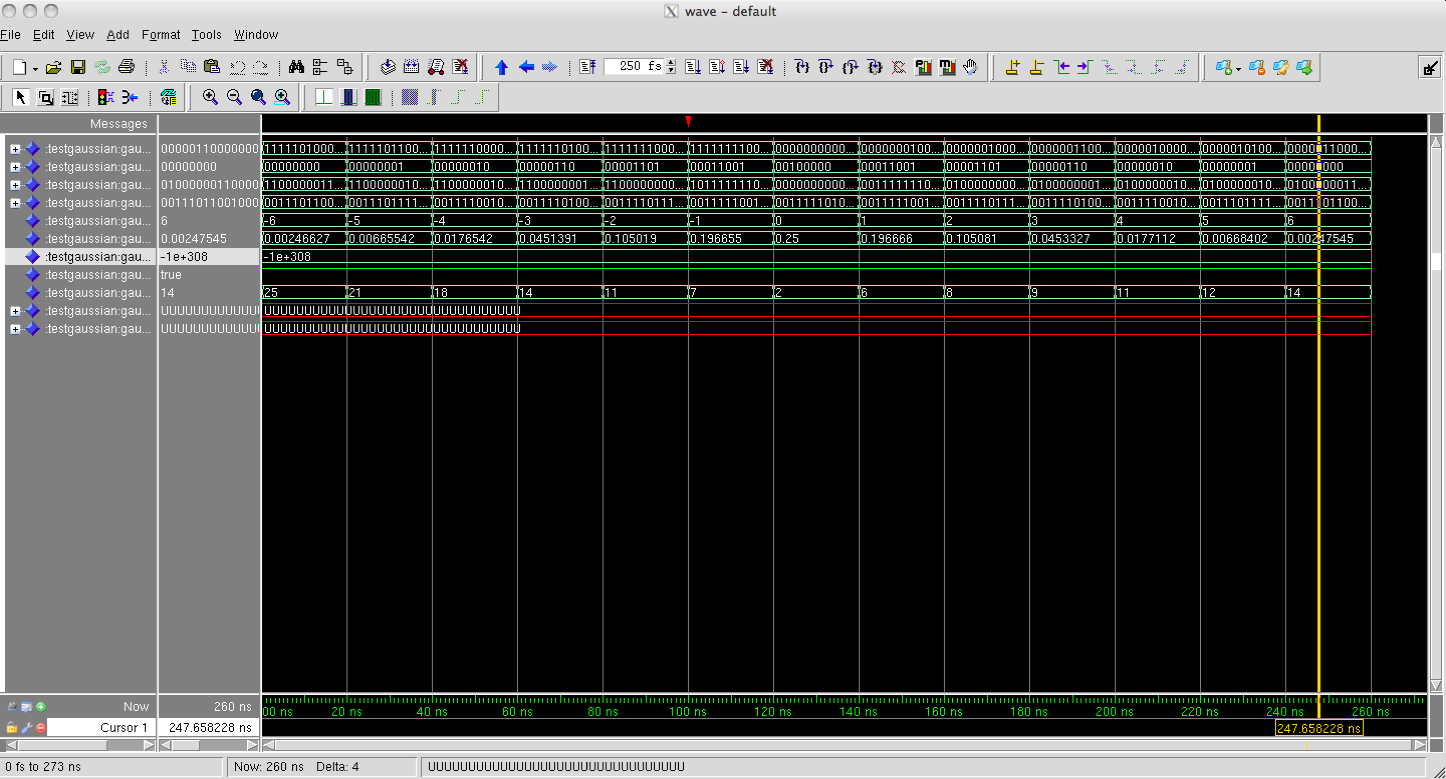 wave – default
File Edit View Add Format Tools Window
250 fs
Messages
:testgaussian:gau... 00000110000000 1111101000... 1111101100... 1111110000... 1111110100... 1111111000... 1111111100... 0000000000... 0000000100... 0000001000... 0000001100... 0000010000... 0000010100... 0000011000...
:testgaussian:gau... 00000000 00000000 00000001 00000010 00000110 00001101 00011001 00100000 00011001 00001101 00000110 00000010 00000001 00000000
:testgaussian:gau... 01000000110000 1100000011... 1100000010... 1100000010... 1100000001... 1100000000... 1011111110... 0000000000... 0011111110... 0100000000... 0100000001... 0100000010... 0100000010... 0100000011...
:testgaussian:gau... 00111011001000 0011101100... 0011101111... 0011110010... 0011110100... 0011110111... 0011111001... 0011111010... 0011111001... 0011110111... 0011110100... 0011110010... 0011101111... 0011101100...
:testgaussian:gau... 6 -6 -5 -4 -3 -2 -1 0 1 2 3 4 5 6
:testgaussian:gau... 0.00247545 0.00246627 0.00665542 0.0176542 0.0451391 0.105019 0.196655 0.25 0.196666 0.105081 0.0453327 0.0177112 0.00668402 0.00247545
:testgaussian:gau... -1e+308 -1e+308
:testgaussian:gau... true
:testgaussian:gau... 14 25 21 18 14 11 7 2 6 8 9 11 12 14
:testgaussian:gau... UUUUUUUUUUUUU UUUUUUUUUUUUUUUUUUUUUUUUUUUUUUUU
:testgaussian:gau... UUUUUUUUUUUUU UUUUUUUUUUUUUUUUUUUUUUUUUUUUUUUU
Now 260 ns 00 ns 20 ns 40 ns 60 ns 80 ns 100 ns 120 ns 140 ns 160 ns 180 ns 200 ns 220 ns 240 ns 260 ns
Cursor 1 247.658228 ns 247.658228 ns
0 fs to 273 ns Now: 260 ns Delta: 4 UUUUUUUUUUUUUUUUUUUUUUUUUUUUUUUU